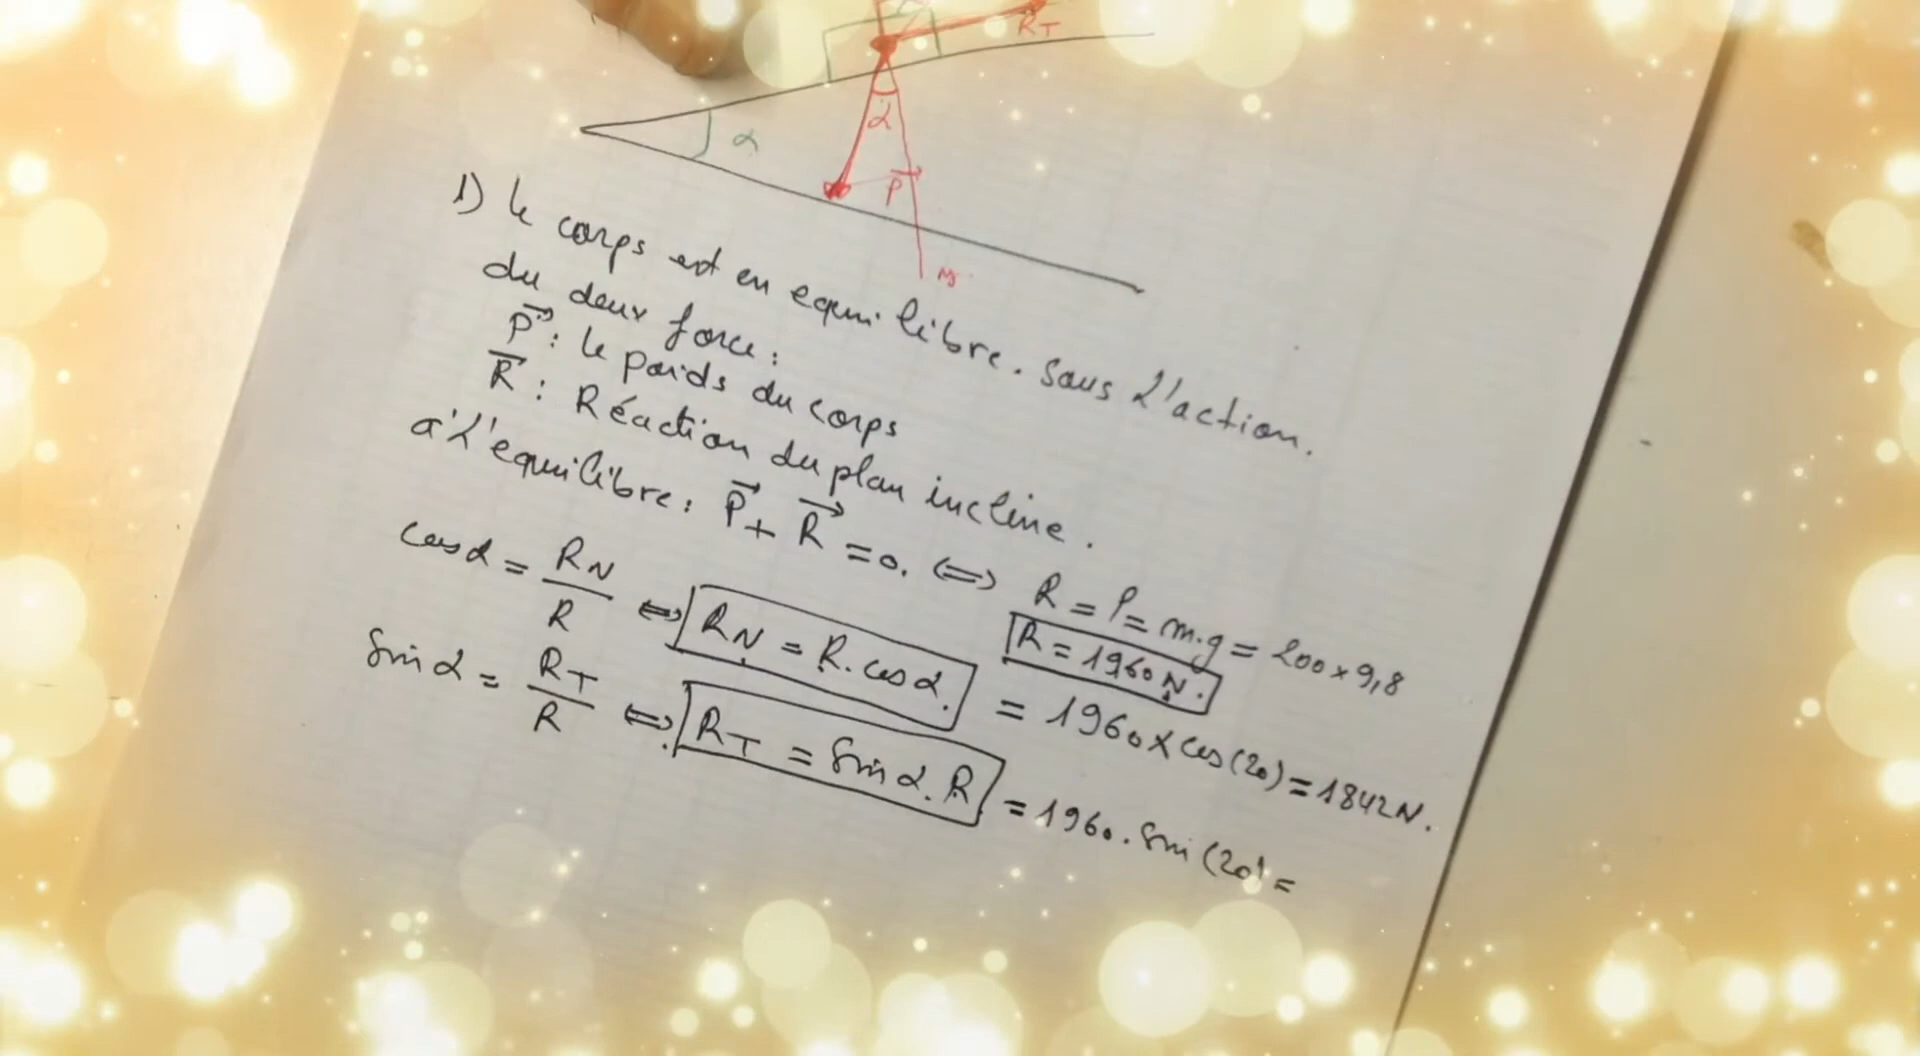 R_T
α
α
P⃗
y
1) le corps est en equilibre. sous l'action.
du deux force :
P⃗ : le poids du corps
R⃗ : Réaction du plan incliné.
à l'equilibre : P⃗ + R⃗ = 0. <=> R = P = m.g = 200 x 9,8
R = 1960 N.
cos α = R_N / R <=> R_N = R. cos α. = 1960 x cos (20) = 1842 N.
Sin α = R_T / R <=> R_T = Sin α. R = 1960. Sin (20) =